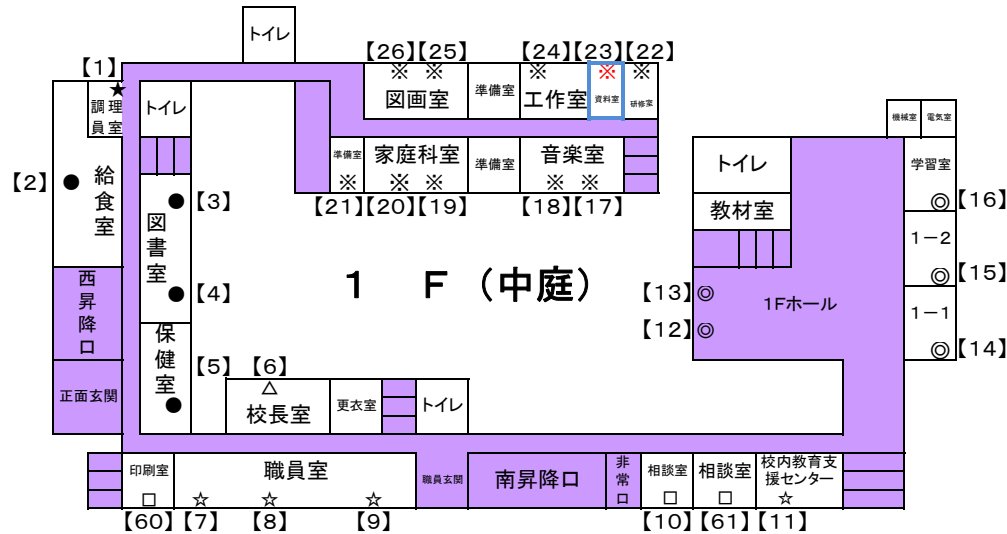 トイレ
【26】【25】
【24】【23】【22】
【1】
★
※ ※ ※ ※ ※
図画室
準備室
工作室
資料室
研修室
調理
員室
トイレ
機械室
電気室
【2】
●
給食室
準備室
家庭科室
準備室
音楽室
※ ※ ※ ※ ※
【21】【20】【19】
【18】【17】
トイレ
教材室
学習室
◎【16】
●【3】
図書室
●【4】
1 F (中庭)
1-2
◎【15】
【13】◎
【12】◎
1Fホール
1-1
◎【14】
西昇降口
保健室
【5】
●
【6】
△
校長室
更衣室
トイレ
正面玄関
印刷室
職員室
職員玄関
南昇降口
非常口
相談室
相談室
校内教育支
援センター
□ ☆ ☆ ☆ □ □ ☆
【60】【7】
【8】
【9】
【10】【61】
【11】